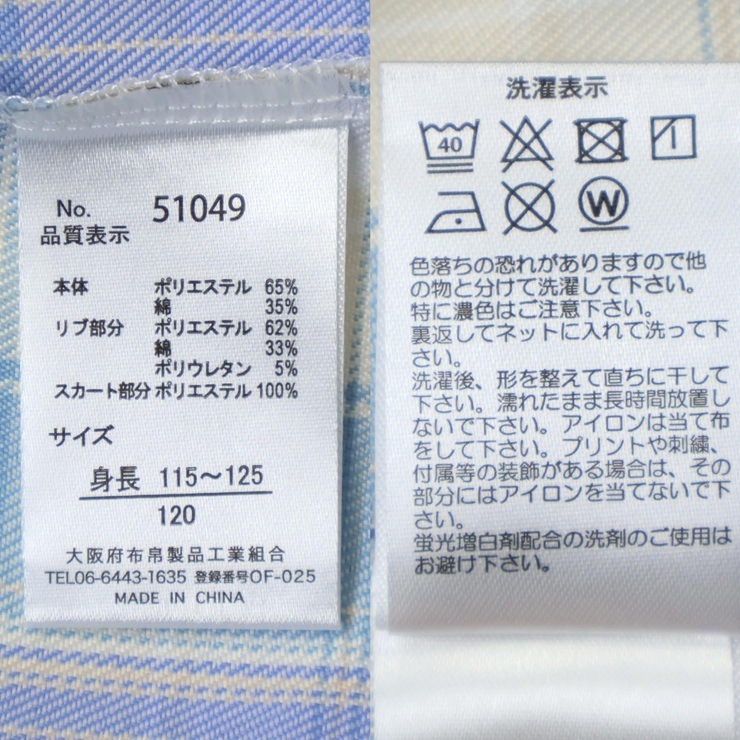 No. 51049
品質表示
本体 ポリエステル 65%
綿 35%
リブ部分 ポリエステル 62%
綿 33%
ポリウレタン 5%
スカート部分 ポリエステル 100%
サイズ
身長 115〜125
120
大阪府布帛製品工業組合
TEL06-6443-1635 登録番号OF-025
MADE IN CHINA
洗濯表示
40
W
色落ちの恐れがありますので他
の物と分けて洗濯して下さい。
特に濃色はご注意下さい。
裏返してネットに入れて洗って下
さい。
洗濯後、形を整えて直ちに干して
下さい。濡れたまま長時間放置し
ないで下さい。アイロンは当て布
をして下さい。プリントや刺繍、
付属等の装飾がある場合は、その
部分にはアイロンを当てないで下
さい。
蛍光増白剤配合の洗剤のご使用は
お避け下さい。